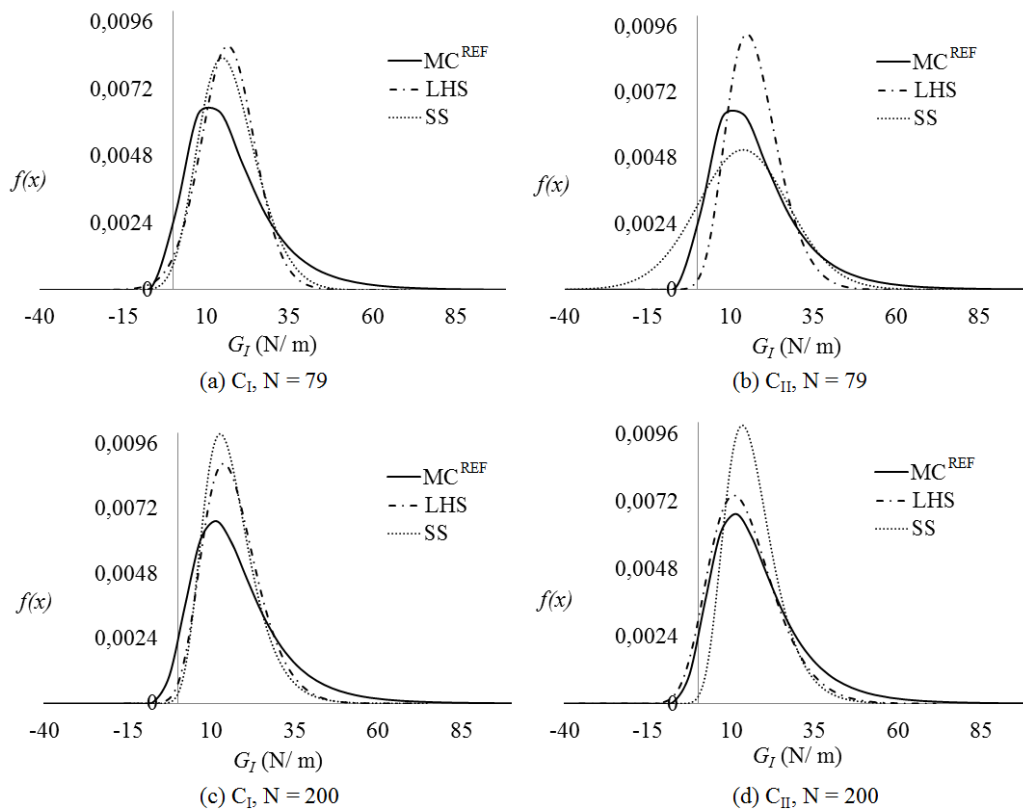 0,0096
0,0072
0,0048
f(x)
0,0024
0
MC^REF
LHS
SS
-40 -15 10 35 60 85
G_I (N/ m)
(a) C_I, N = 79
0,0096
0,0072
0,0048
f(x)
0,0024
0
MC^REF
LHS
SS
-40 -15 10 35 60 85
G_I (N/ m)
(b) C_II, N = 79
0,0096
0,0072
0,0048
f(x)
0,0024
0
MC^REF
LHS
SS
-40 -15 10 35 60 85
G_I (N/ m)
(c) C_I, N = 200
0,0096
0,0072
0,0048
f(x)
0,0024
0
MC^REF
LHS
SS
-40 -15 10 35 60 85
G_I (N/ m)
(d) C_II, N = 200